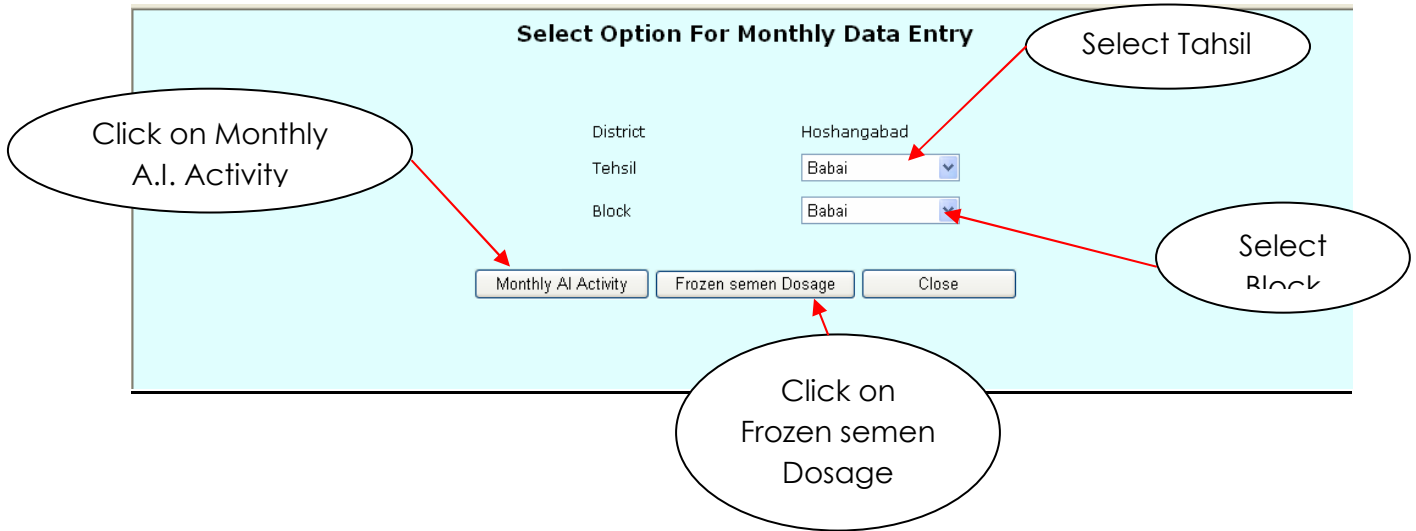 Select Option For Monthly Data Entry
Select Tahsil
Click on Monthly
A.I. Activity
District Hoshangabad
Tehsil Babai
Block Babai
Select
Block
Monthly AI Activity Frozen semen Dosage Close
Click on
Frozen semen
Dosage